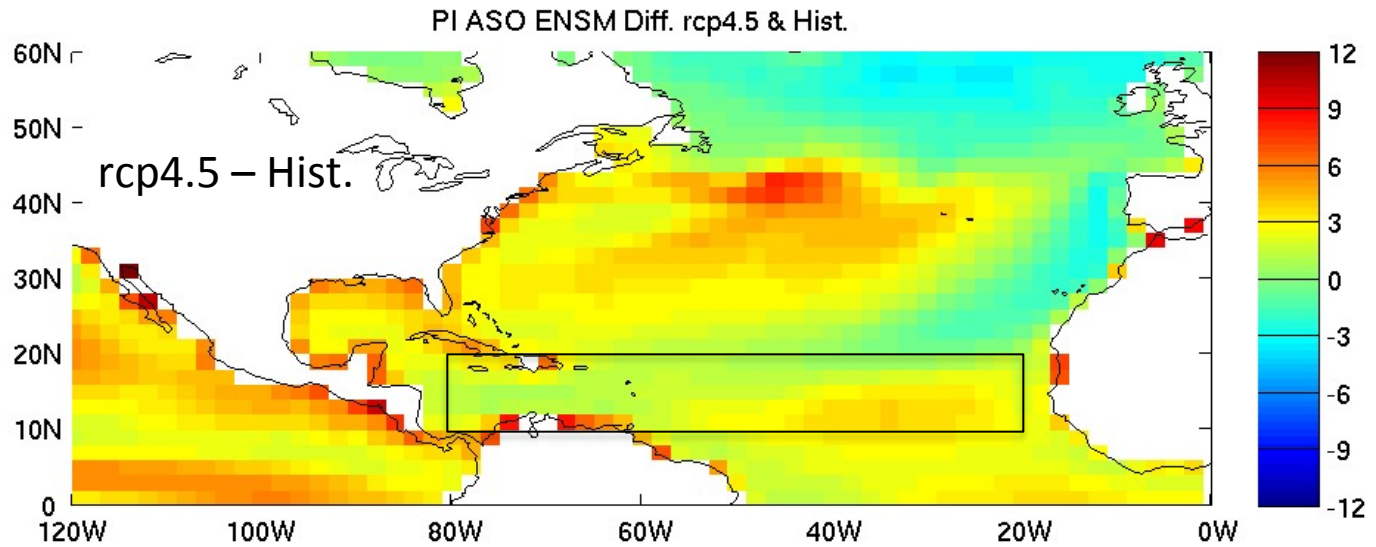 PI ASO ENSM Diff. rcp4.5 & Hist.
rcp4.5 – Hist.
60N
50N
40N
30N
20N
10N
0
120W 100W 80W 60W 40W 20W 0W
12
9
6
3
0
-3
-6
-9
-12